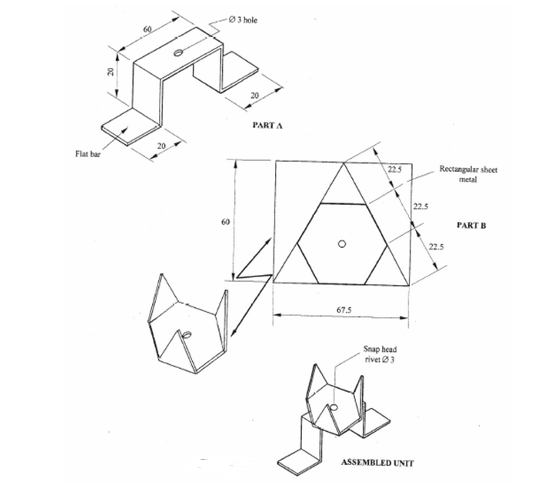 60
Ø 3 hole
20
20
PART A
Flat bar
20
22.5
Rectangular sheet
metal
22.5
60
PART B
22.5
67.5
Snap head
rivet Ø 3
ASSEMBLED UNIT